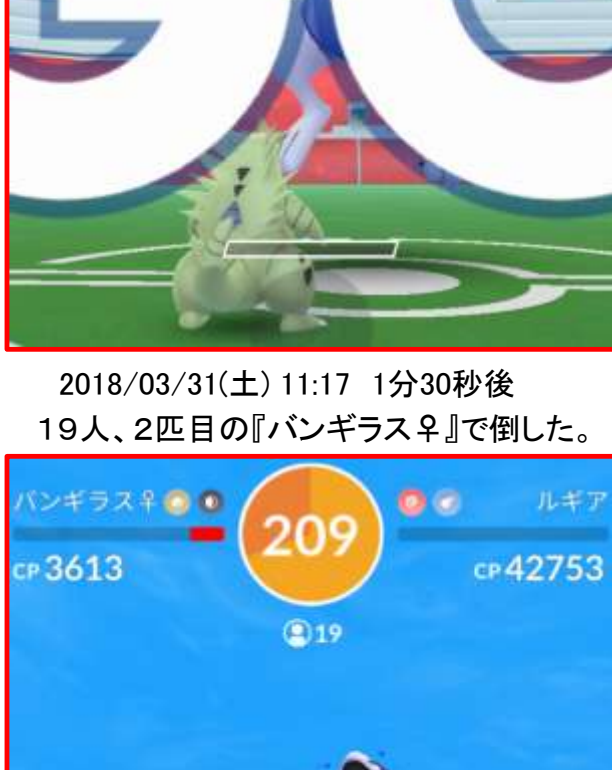 GO
2018/03/31(土) 11:17 1分30秒後
19人、2匹目の『バンギラス♀』で倒した。
バンギラス♀ 209 ルギア
CP3613 CP42753
19